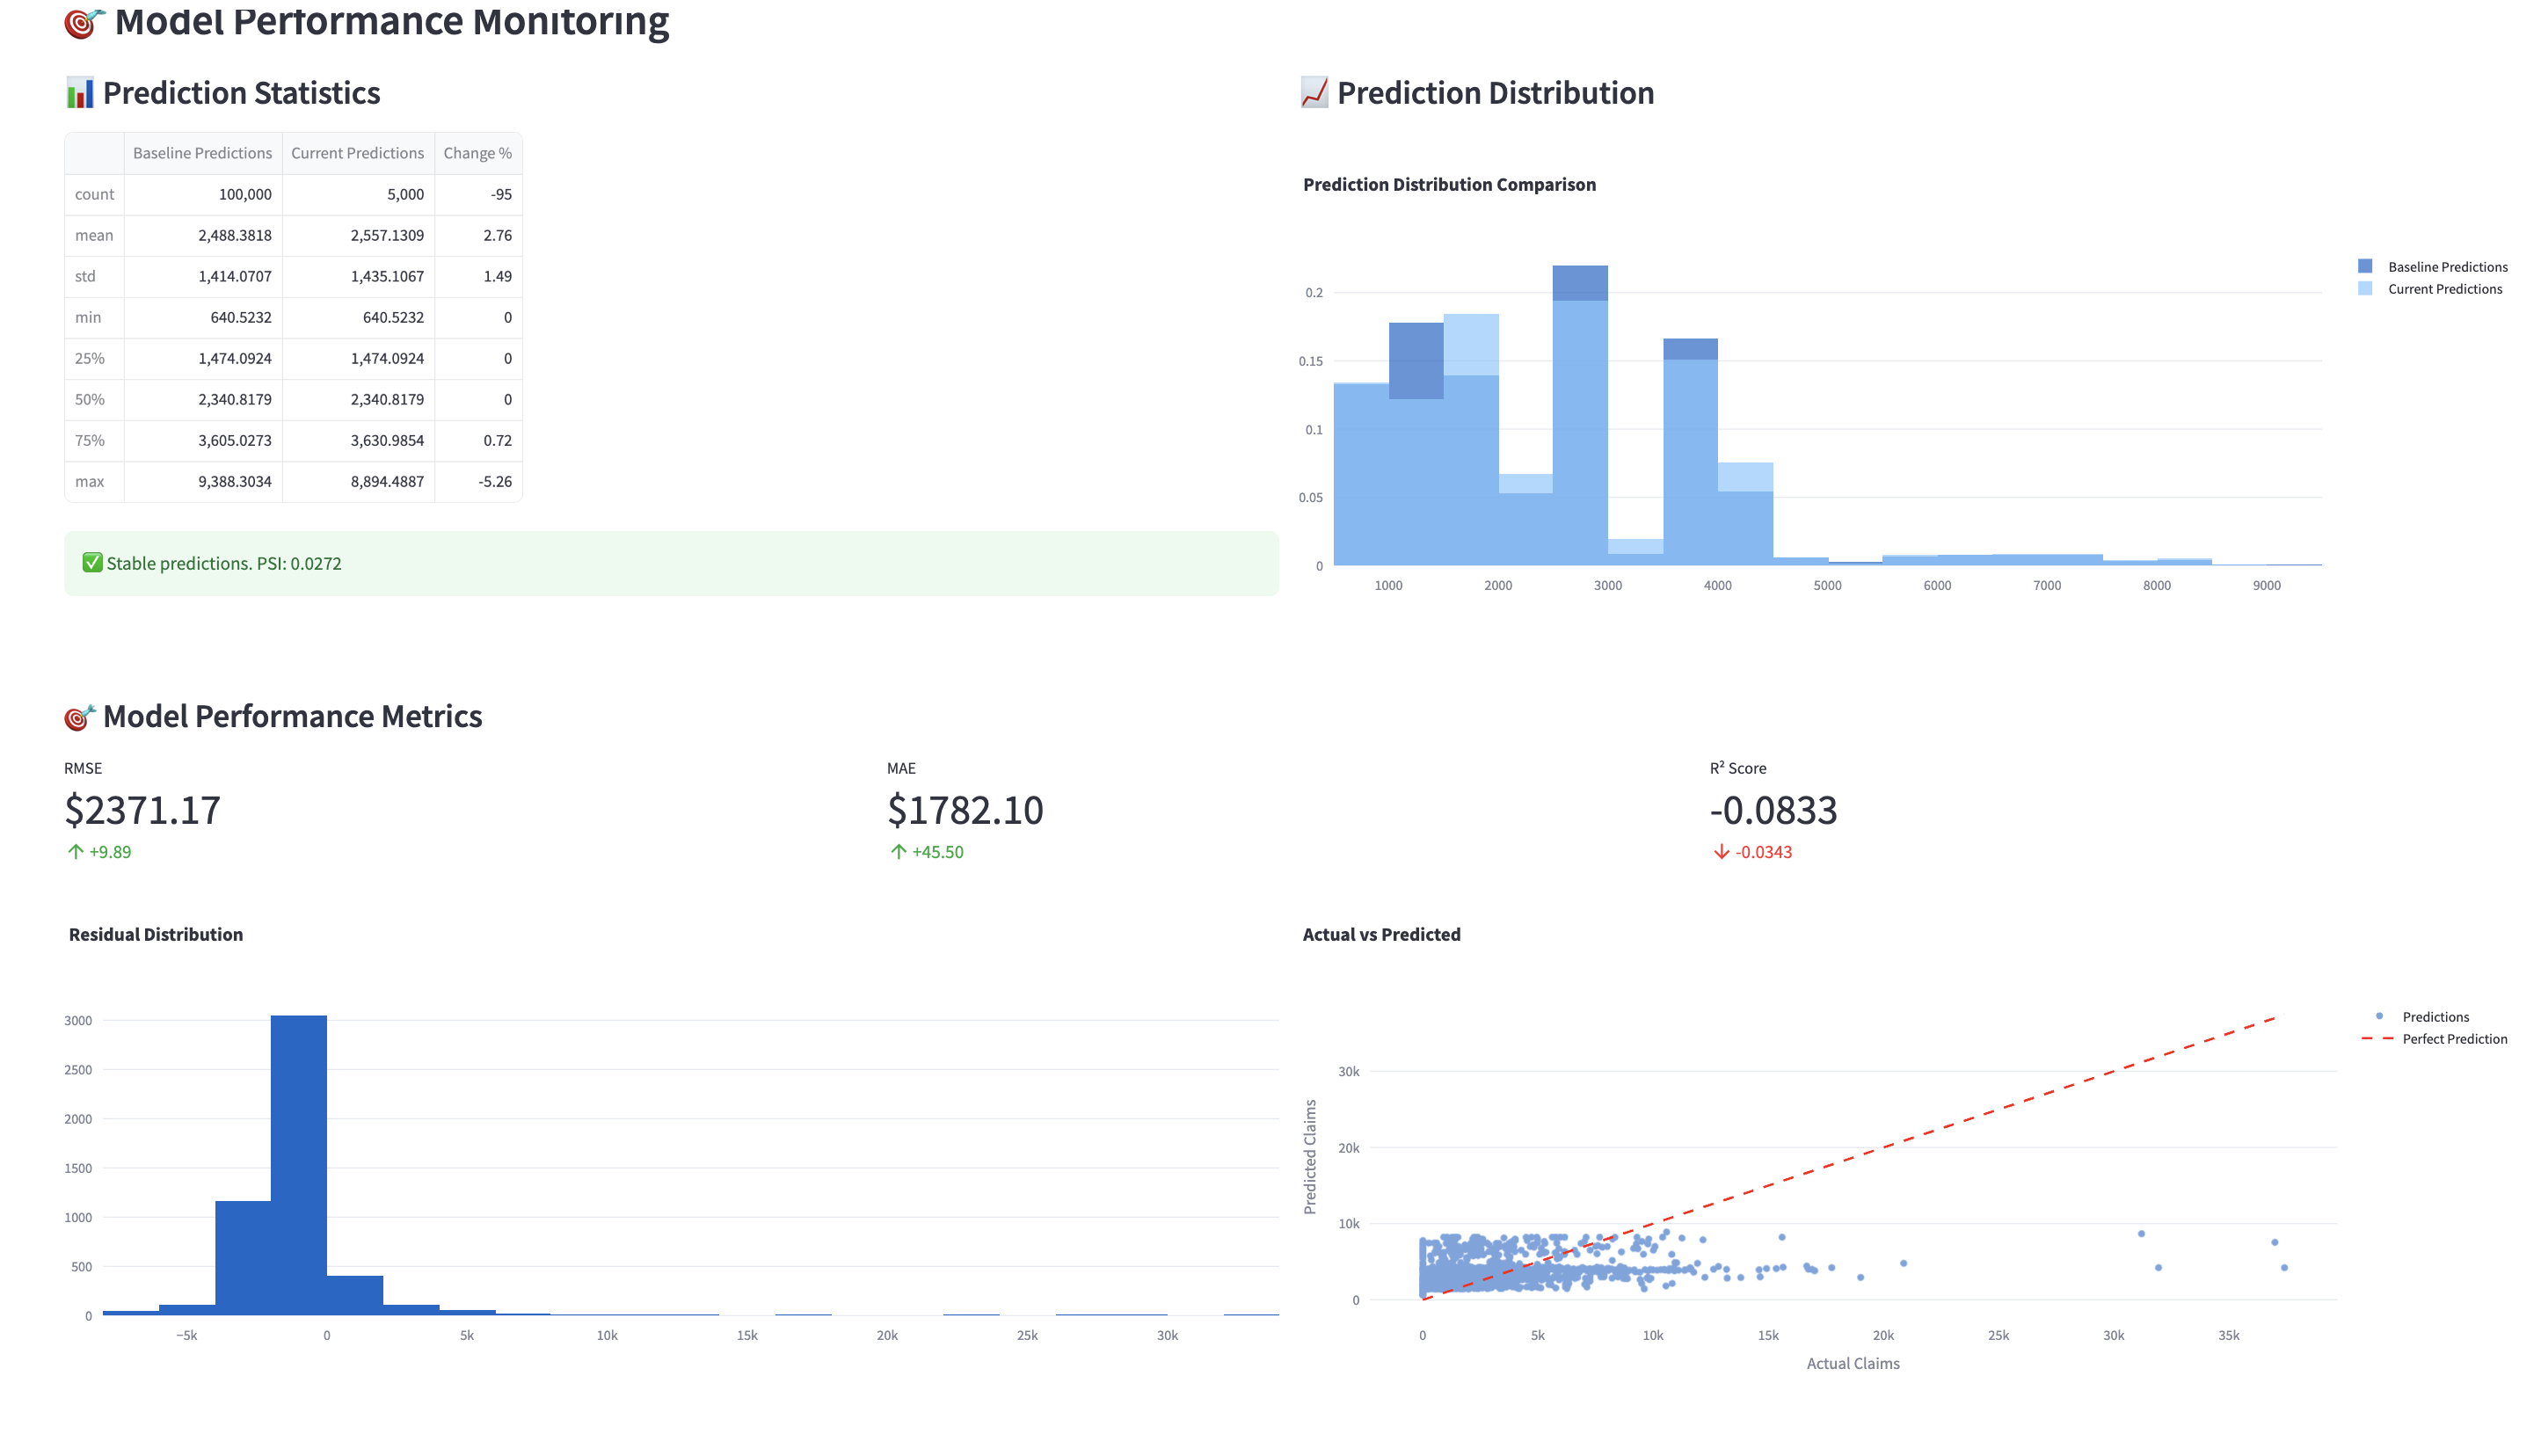 🎯 Model Performance Monitoring
📊 Prediction Statistics
Baseline Predictions Current Predictions Change %
count 100,000 5,000 -95
mean 2,488.3818 2,557.1309 2.76
std 1,414.0707 1,435.1067 1.49
min 640.5232 640.5232 0
25% 1,474.0924 1,474.0924 0
50% 2,340.8179 2,340.8179 0
75% 3,605.0273 3,630.9854 0.72
max 9,388.3034 8,894.4887 -5.26
✅ Stable predictions. PSI: 0.0272
📈 Prediction Distribution
Prediction Distribution Comparison
Baseline Predictions
Current Predictions
0.2
0.15
0.1
0.05
0
1000 2000 3000 4000 5000 6000 7000 8000 9000
🎯 Model Performance Metrics
RMSE
$2371.17
↑ +9.89
MAE
$1782.10
↑ +45.50
R² Score
-0.0833
↓ -0.0343
Residual Distribution
3000
2500
2000
1500
1000
500
0
−5k 0 5k 10k 15k 20k 25k 30k
Actual vs Predicted
Predictions
Perfect Prediction
Predicted Claims
30k
20k
10k
0
0 5k 10k 15k 20k 25k 30k 35k
Actual Claims